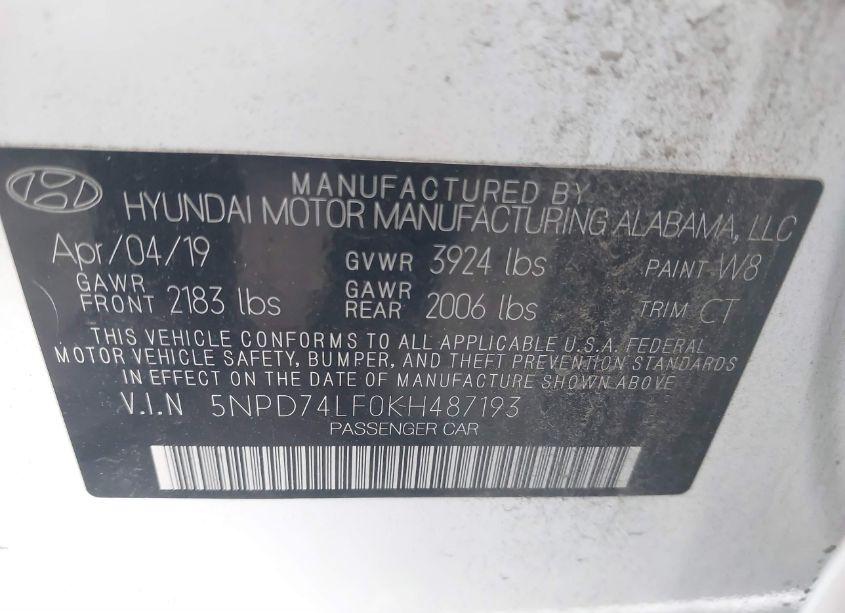 MANUFACTURED BY
HYUNDAI MOTOR MANUFACTURING ALABAMA, LLC
Apr/04/19 GVWR 3924 lbs PAINT W8
GAWR FRONT 2183 lbs GAWR REAR 2006 lbs TRIM CT
THIS VEHICLE CONFORMS TO ALL APPLICABLE U.S.A. FEDERAL
MOTOR VEHICLE SAFETY, BUMPER, AND THEFT PREVENTION STANDARDS
IN EFFECT ON THE DATE OF MANUFACTURE SHOWN ABOVE.
V.I.N 5NPD74LF0KH487193
PASSENGER CAR